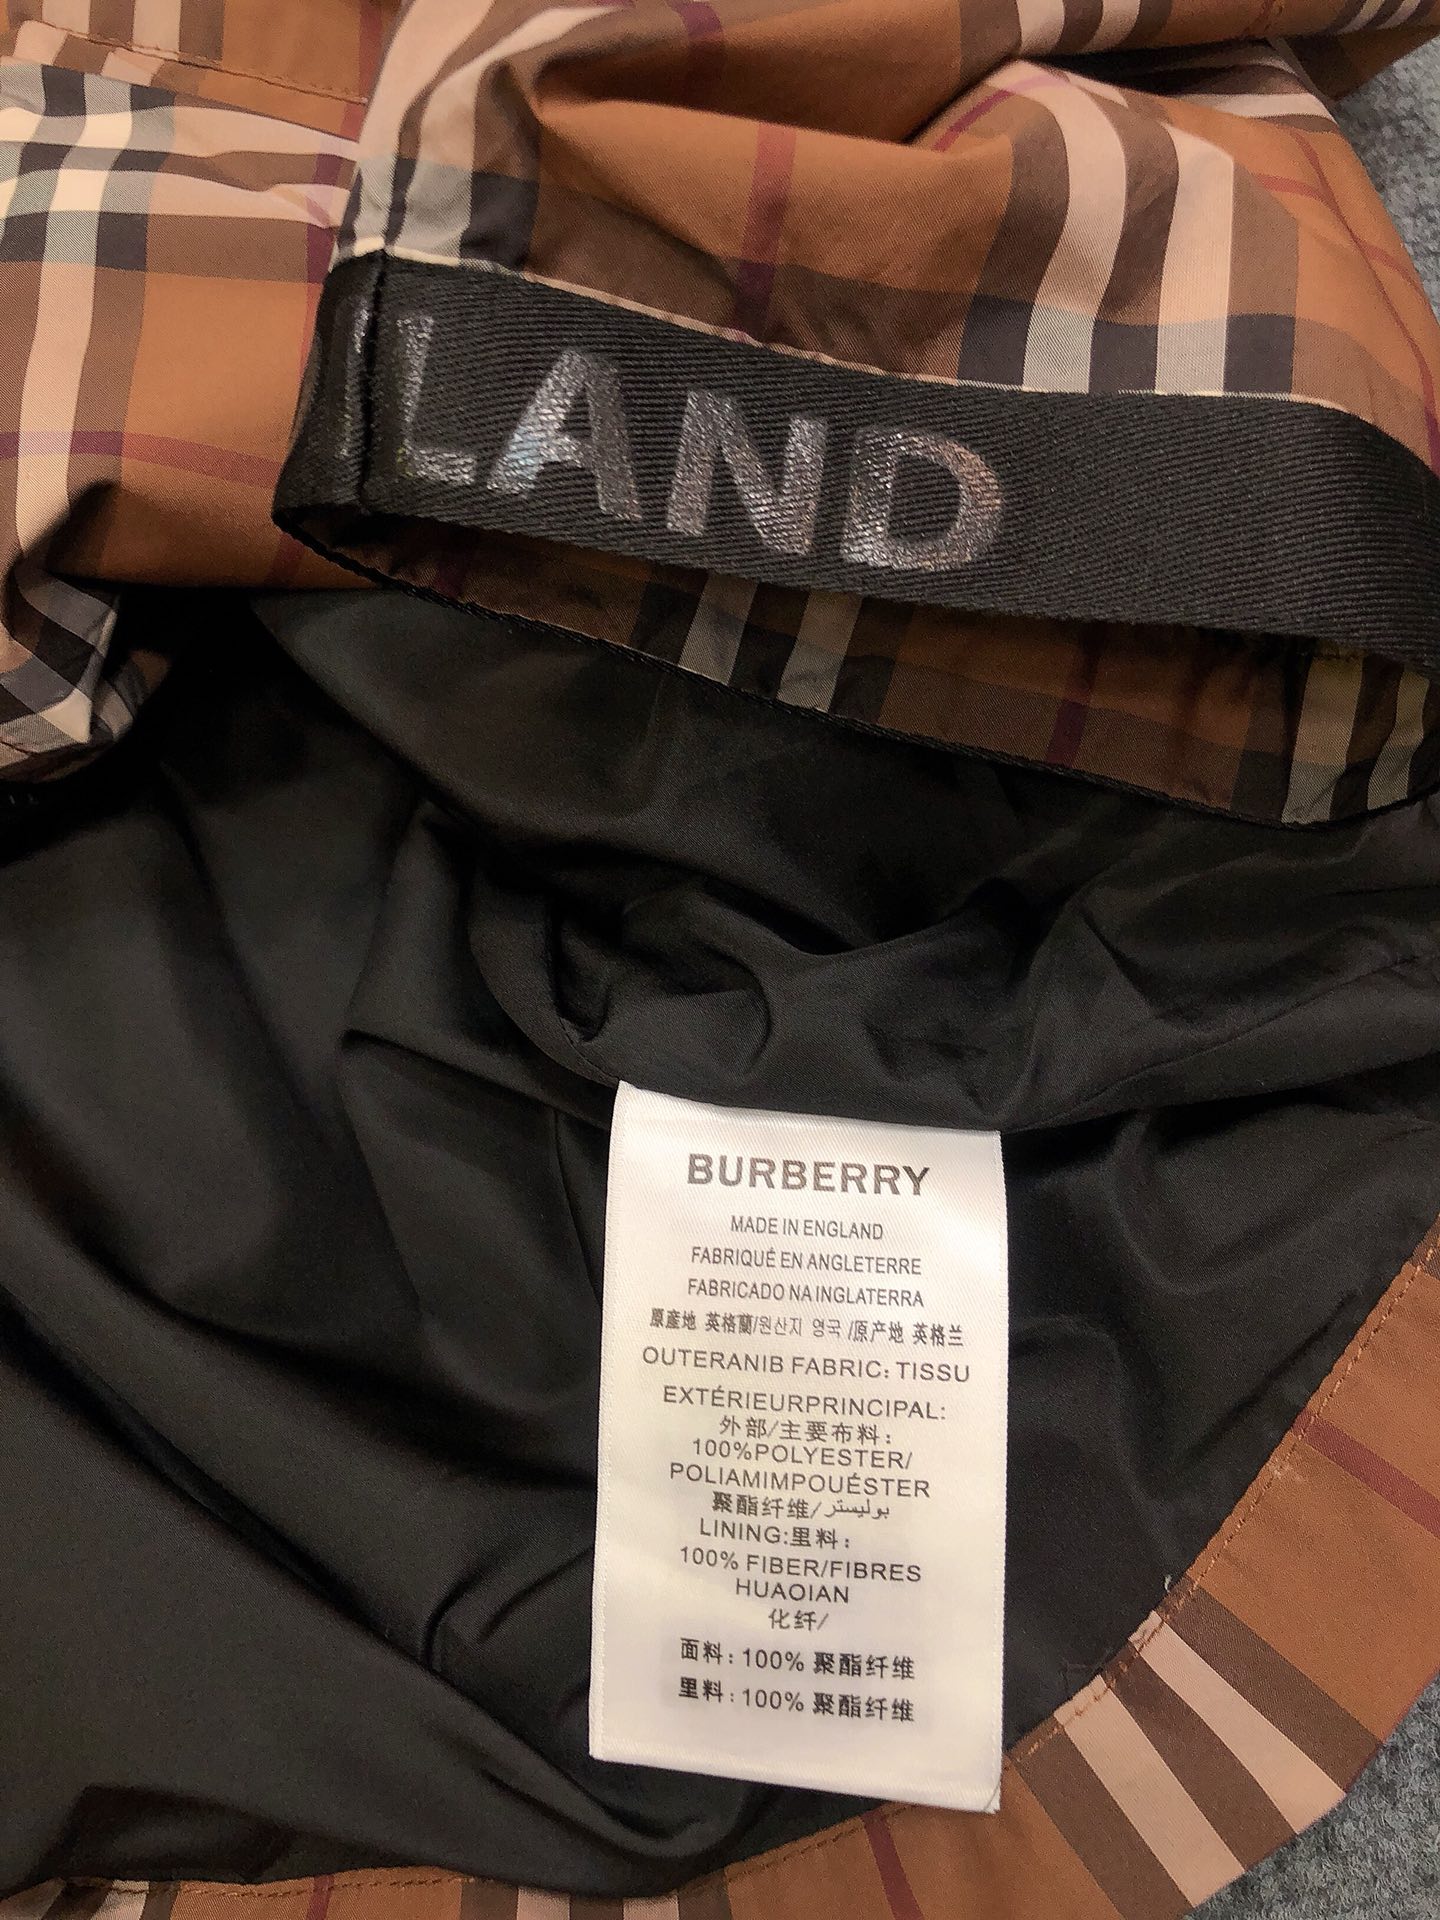 LAND
BURBERRY
MADE IN ENGLAND
FABRIQUÉ EN ANGLETERRE
FABRICADO NA INGLATERRA
原產地 英格蘭/원산지 영국 /原产地 英格兰
OUTERANIB FABRIC: TISSU
EXTÉRIEURPRINCIPAL:
外部/主要布料:
100%POLYESTER/
POLIAMIMPOUÉSTER
聚酯纤维/بوليستر
LINING:里料:
100% FIBER/FIBRES
HUAOIAN
化纤/
面料: 100% 聚酯纤维
里料: 100% 聚酯纤维